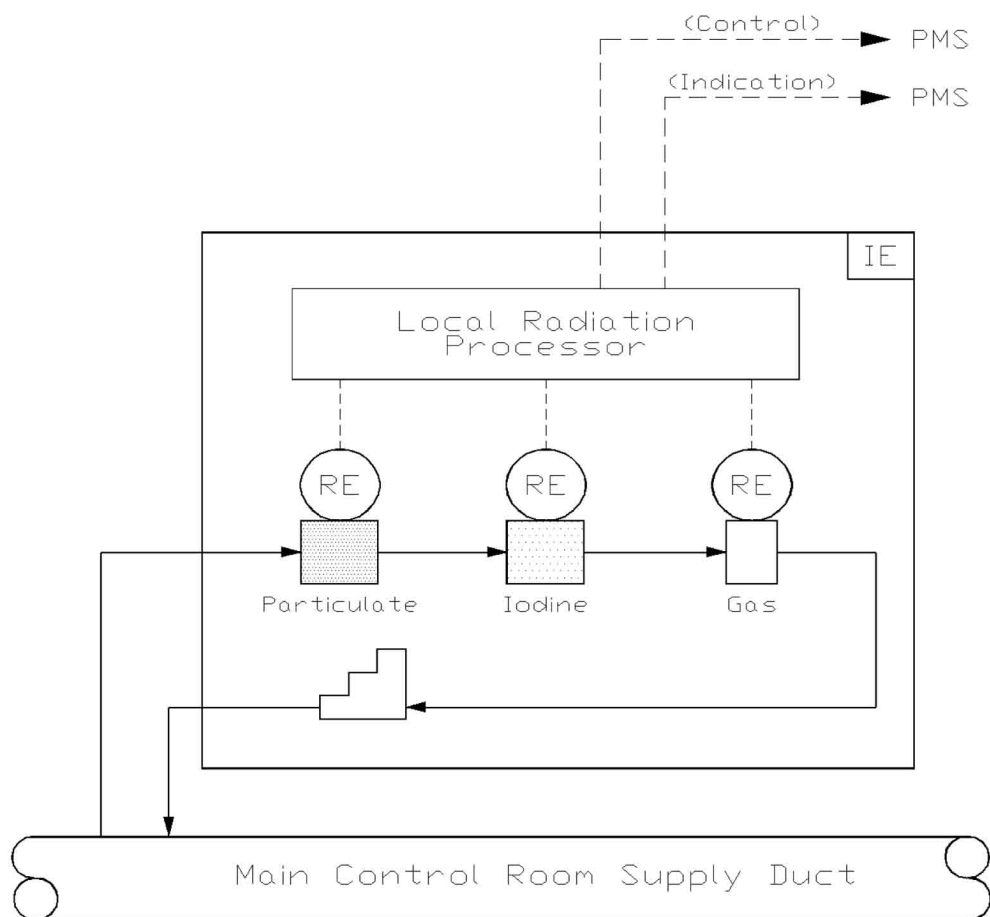 (Control)
PMS
(Indication)
PMS
IE
Local Radiation
Processor
RE
RE
RE
Particulate
Iodine
Gas
Main Control Room Supply Duct